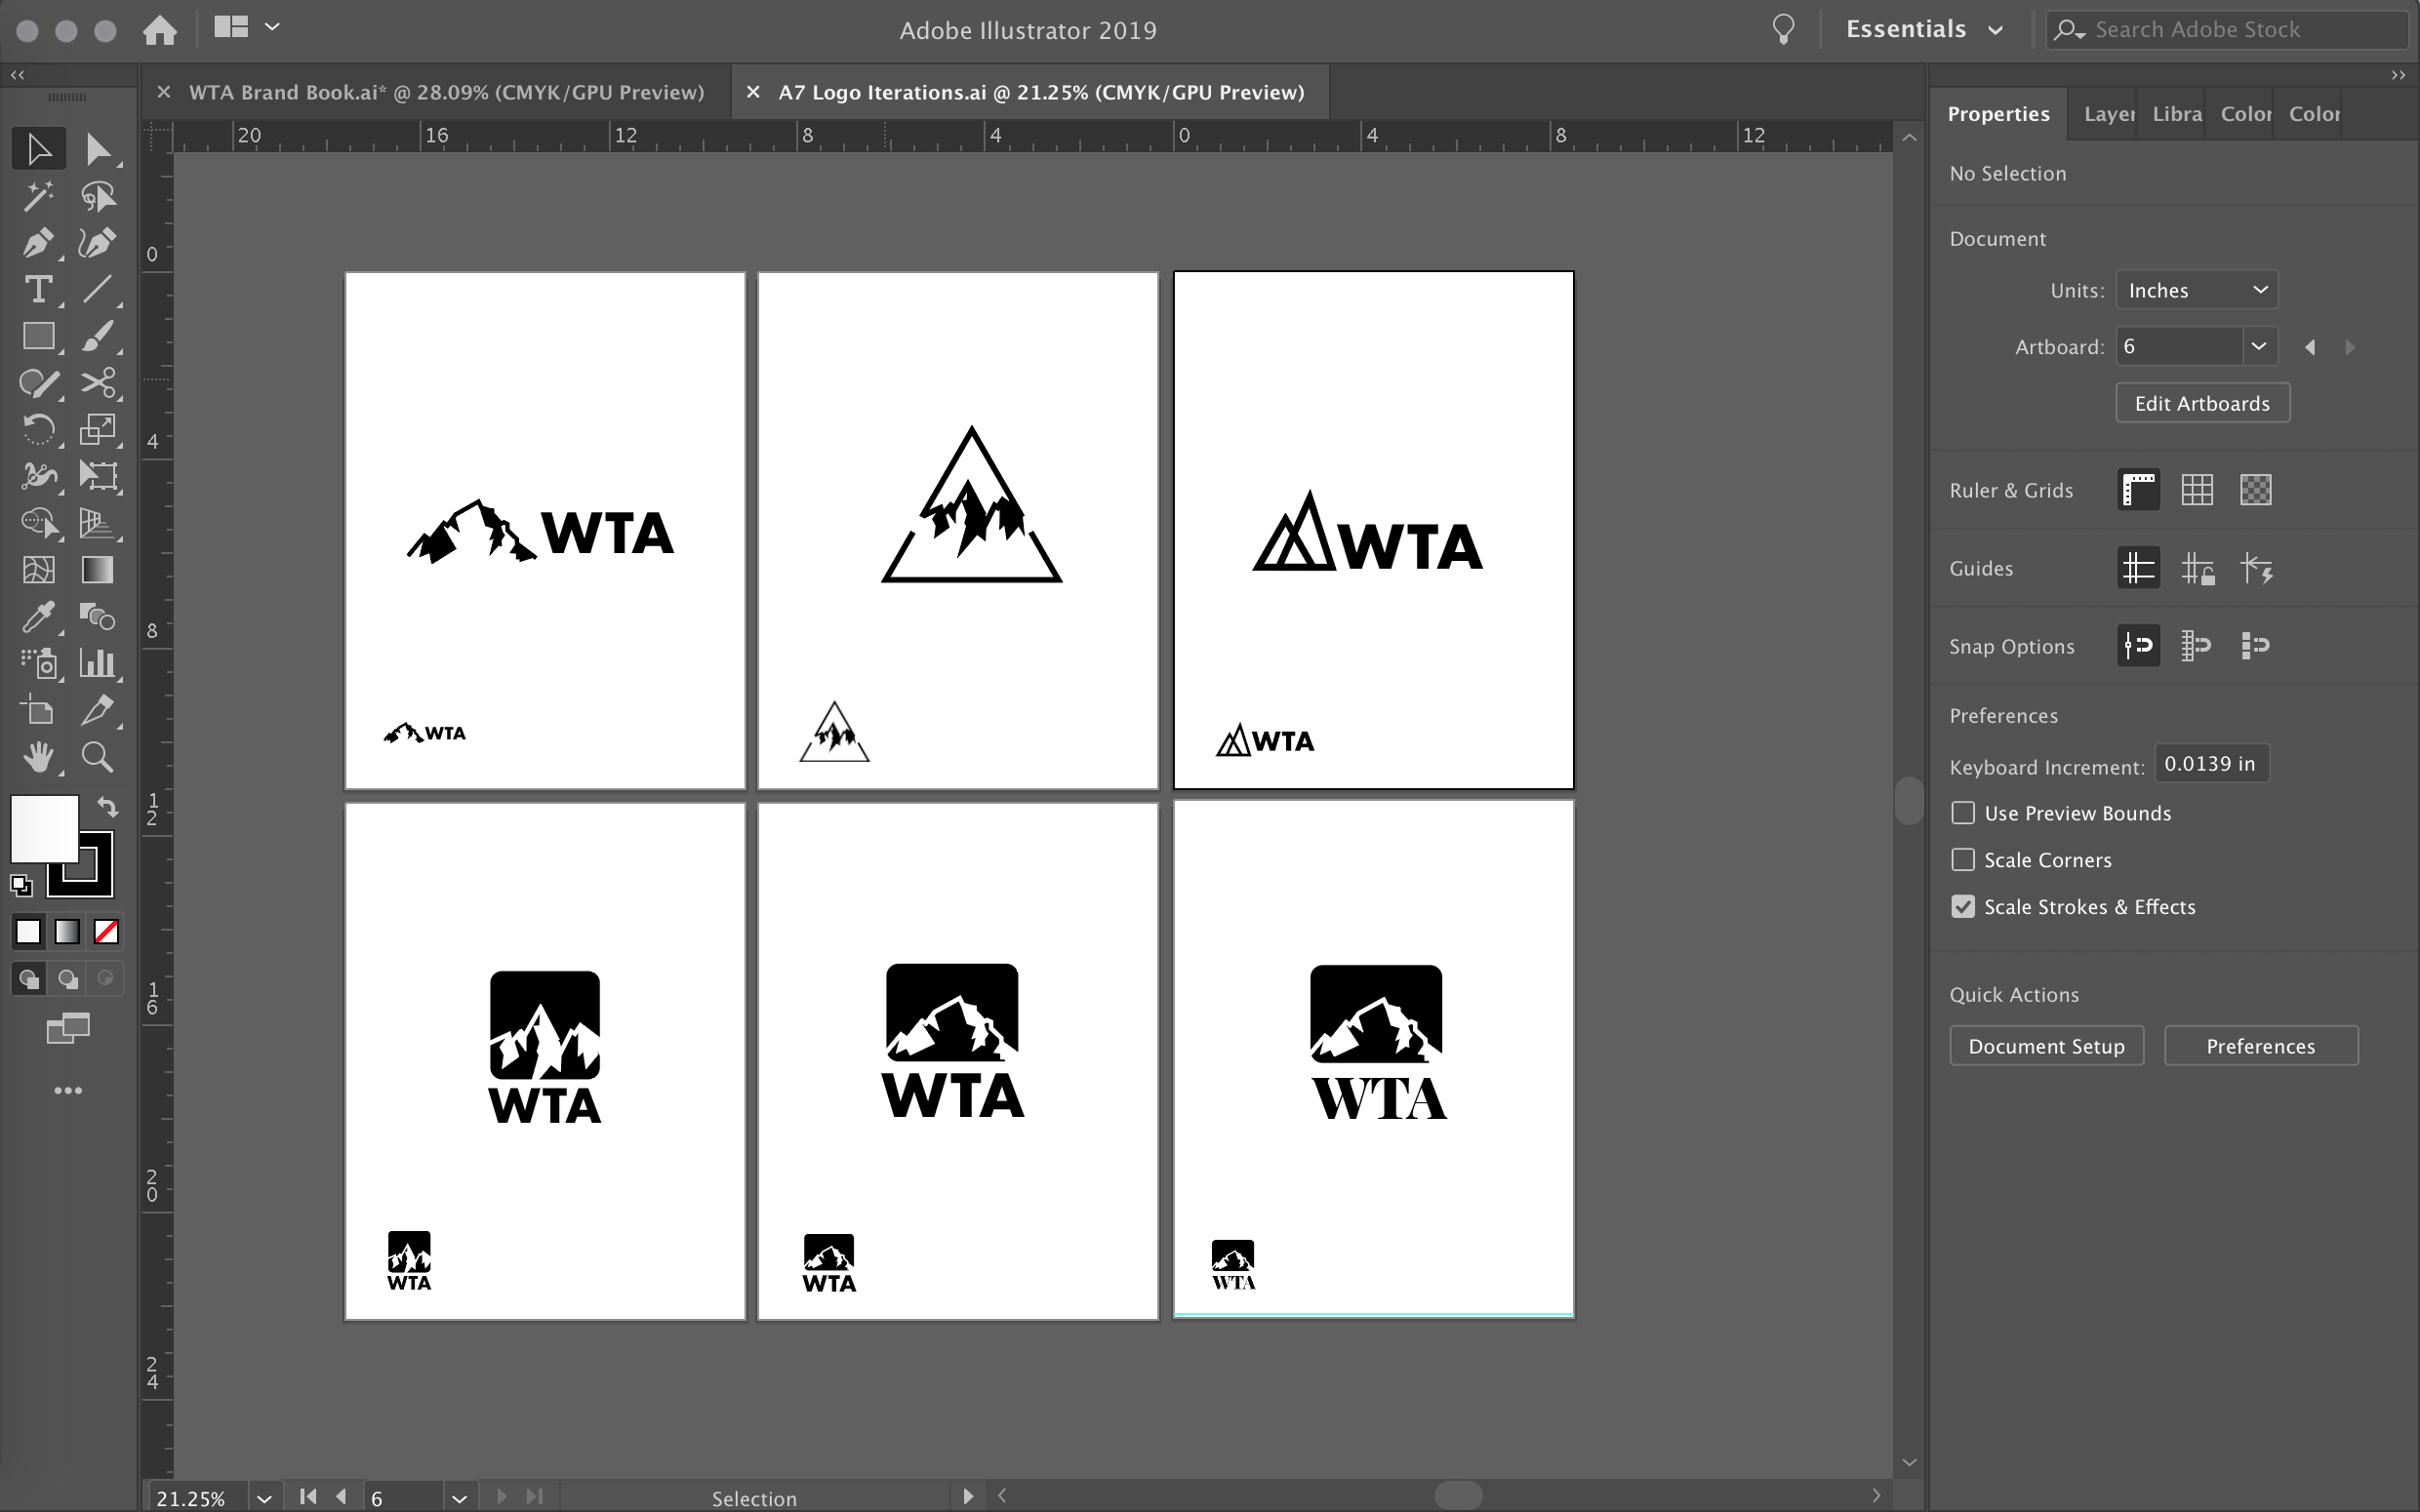 Adobe Illustrator 2019
Essentials
Search Adobe Stock
WTA Brand Book.ai* @ 28.09% (CMYK/GPU Preview)
A7 Logo Iterations.ai @ 21.25% (CMYK/GPU Preview)
20 16 12 8 4 0 4 8 12
0
4
8
12
16
20
24
WTA
WTA
WTA
WTA
WTA
WTA
WTA
WTA
WTA
WTA
Properties
Layer
Libra
Color
Color
No Selection
Document
Units: Inches
Artboard: 6
Edit Artboards
Ruler & Grids
Guides
Snap Options
Preferences
Keyboard Increment: 0.0139 in
Use Preview Bounds
Scale Corners
Scale Strokes & Effects
Quick Actions
Document Setup
Preferences
21.25%
6
Selection